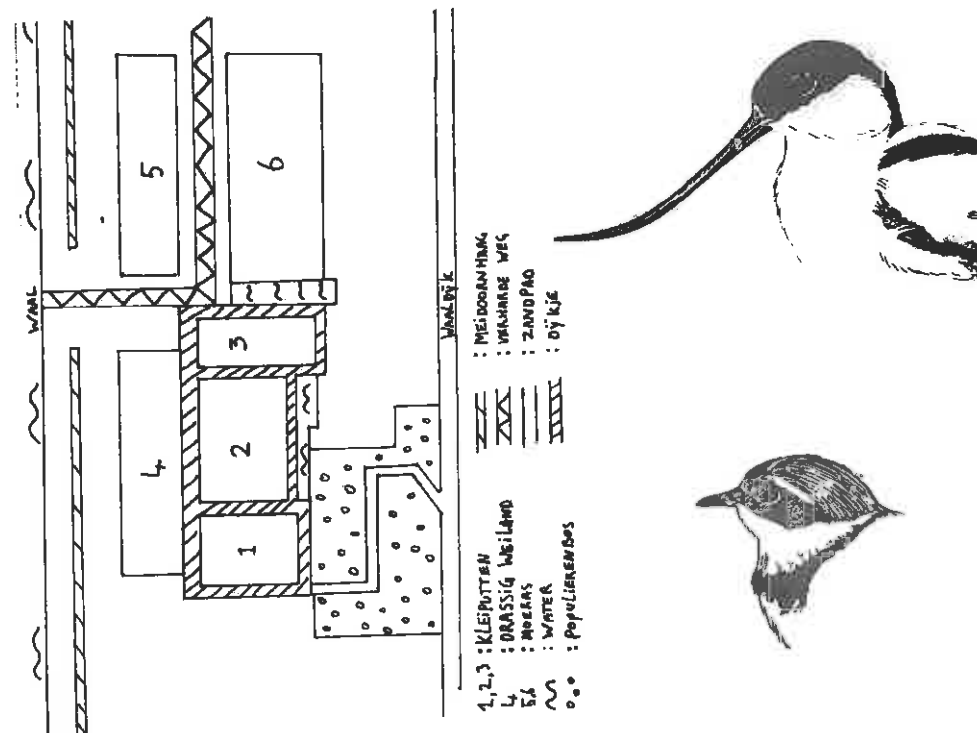 WAAL
5
6
4
3
2
1
WAALDIJK
1,2,3 : KLEIPUTTEN
4 : DRASSIG WEILAND
5,6 : MOERAS
: WATER
: POPULIERENBOS
: MEIDOORNHAAG
: VERHARDE WEG
: ZANDPAD
: DIJKJE